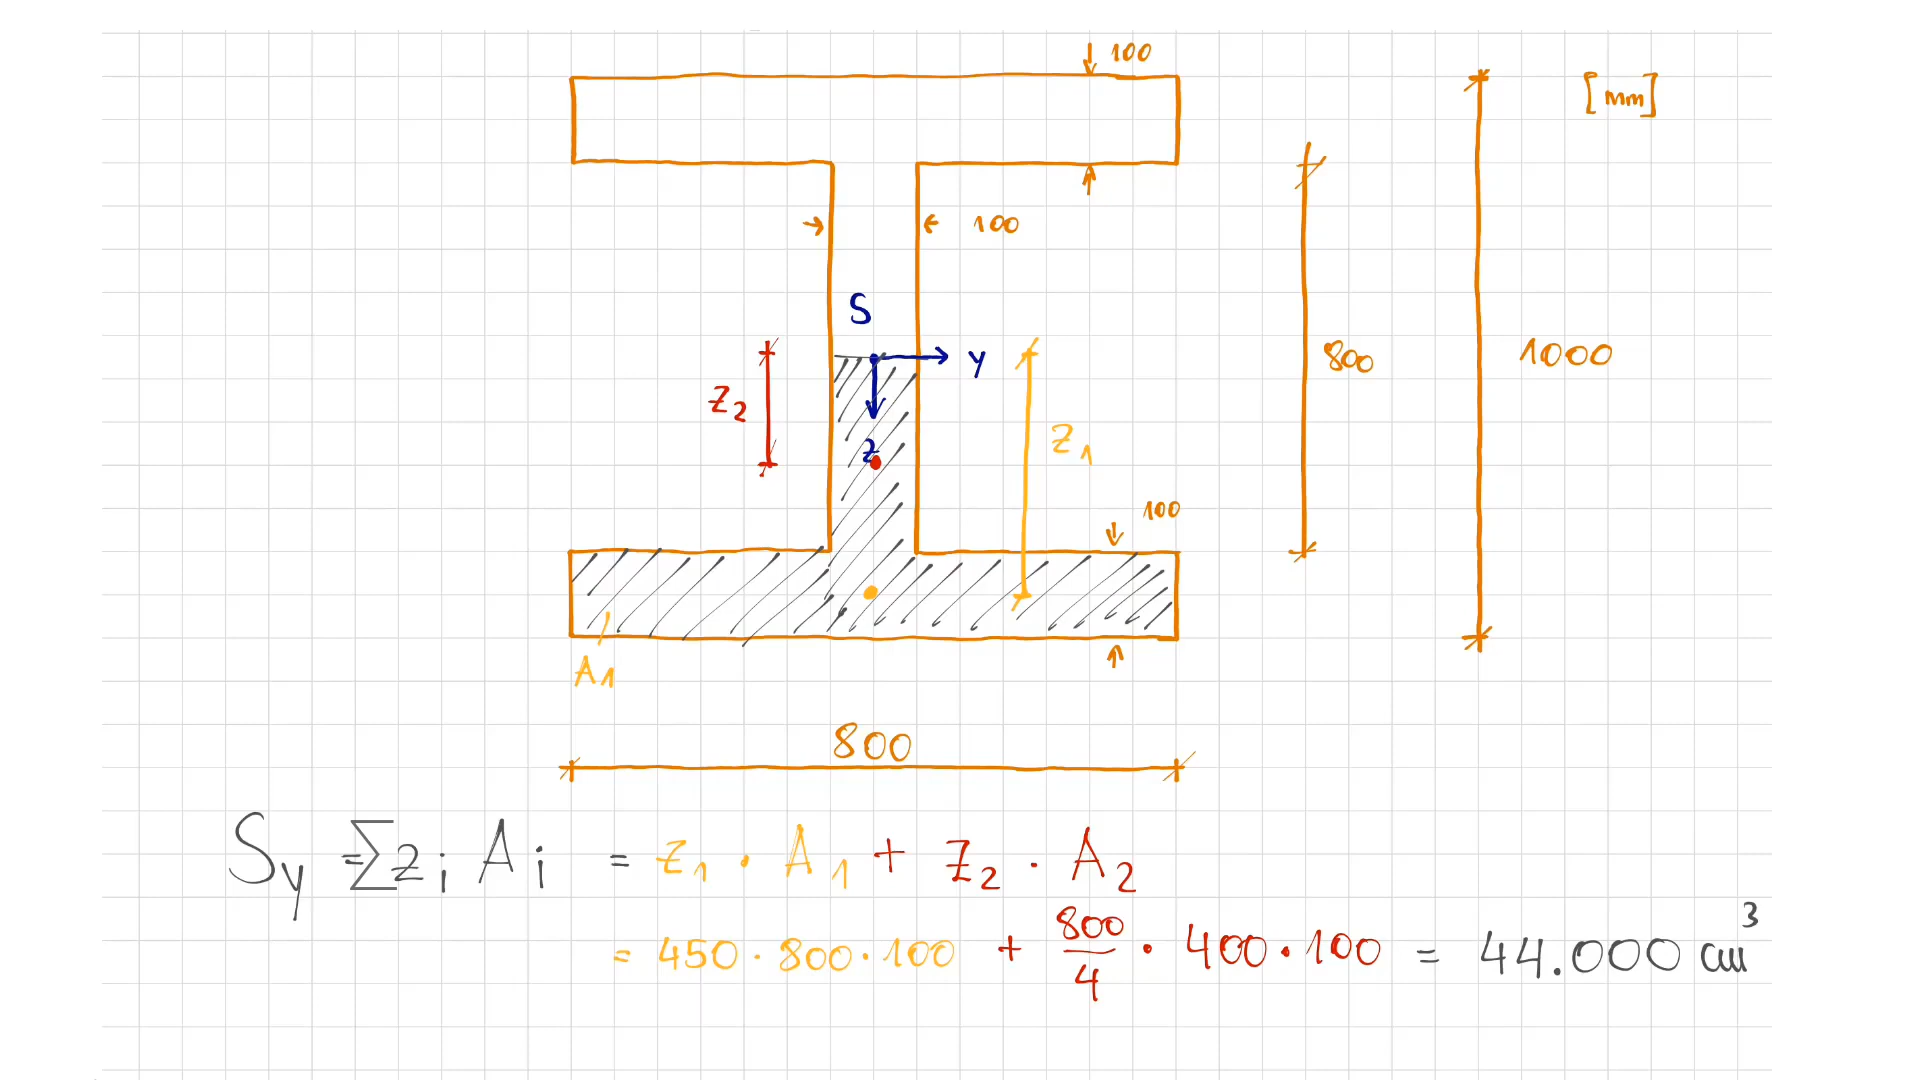 100
[mm]
100
S
y
800
1000
Z2
z
Z1
100
A1
800
Sy = ∑ zi Ai = z1 · A1 + z2 · A2
= 450 · 800 · 100 + 800/4 · 400 · 100 = 44.000 cm³